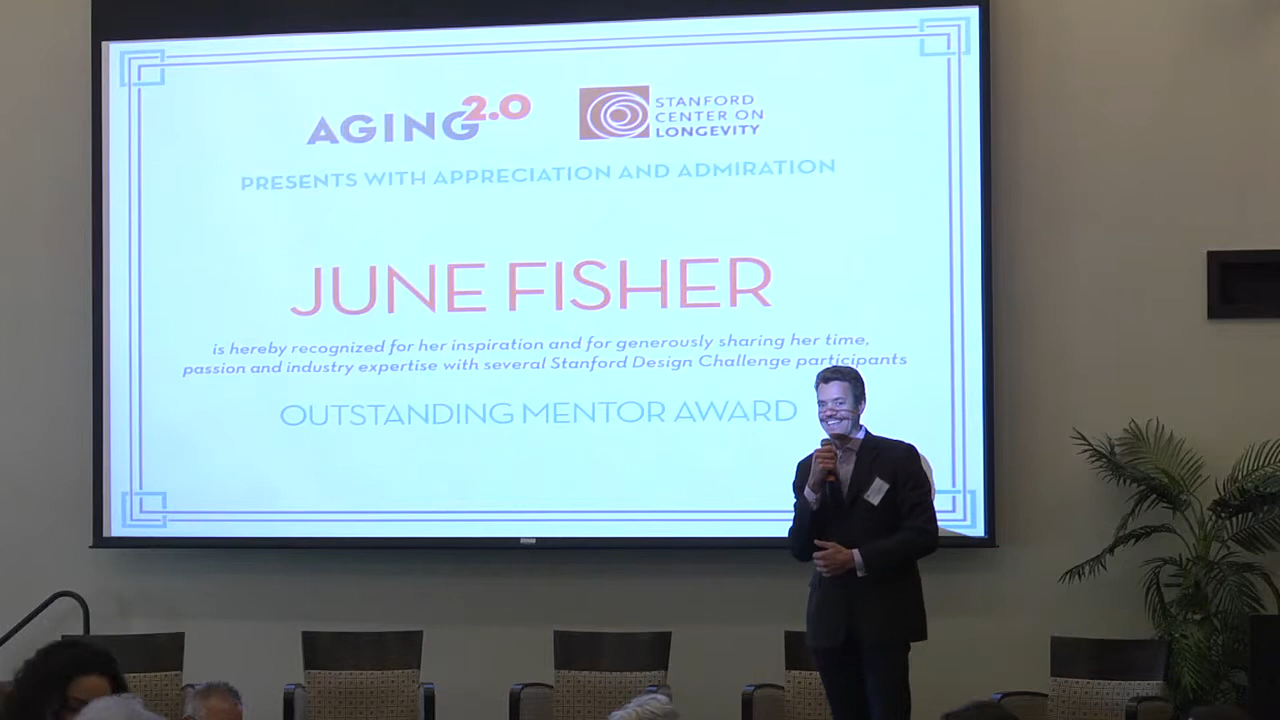 AGING2.0
STANFORD
CENTER ON
LONGEVITY
PRESENTS WITH APPRECIATION AND ADMIRATION
JUNE FISHER
is hereby recognized for her inspiration and for generously sharing her time,
passion and industry expertise with several Stanford Design Challenge participants
OUTSTANDING MENTOR AWARD